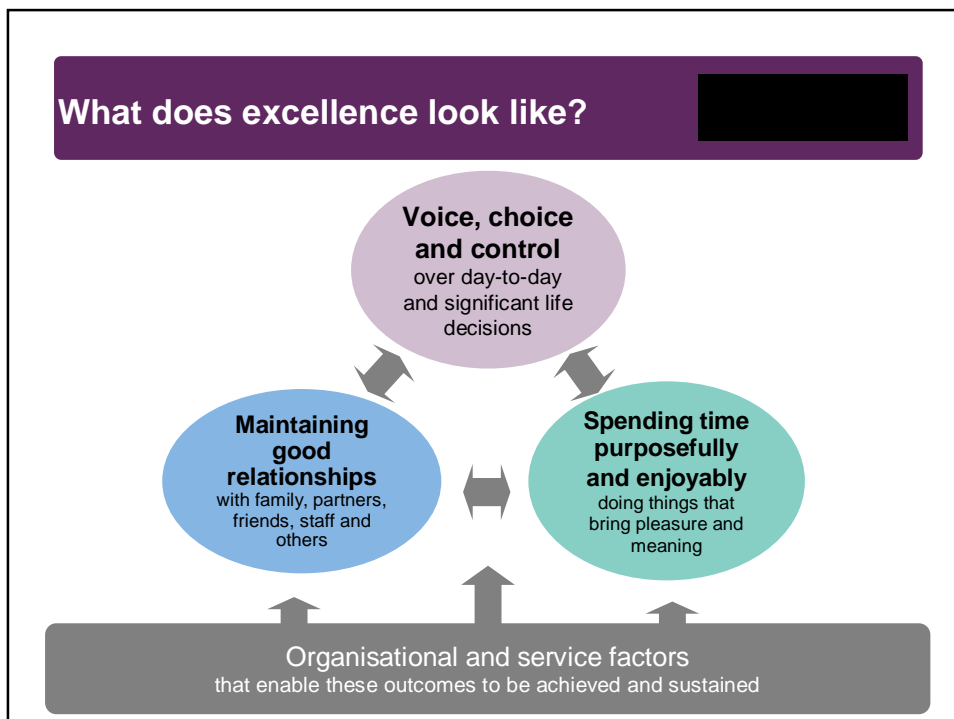 What does excellence look like?
Voice, choice
and control
over day-to-day
and significant life
decisions
Maintaining
good
relationships
with family, partners,
friends, staff and
others
Spending time
purposefully
and enjoyably
doing things that
bring pleasure and
meaning
Organisational and service factors
that enable these outcomes to be achieved and sustained